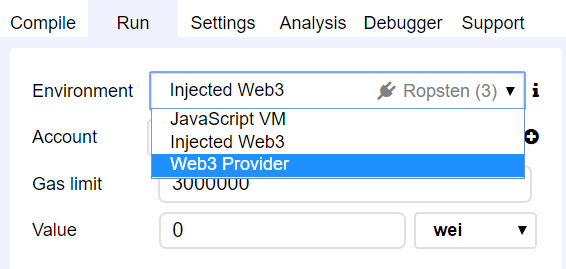 Compile Run Settings Analysis Debugger Support
Environment Injected Web3 Ropsten (3)
JavaScript VM
Account Injected Web3
Web3 Provider
Gas limit 3000000
Value 0 wei